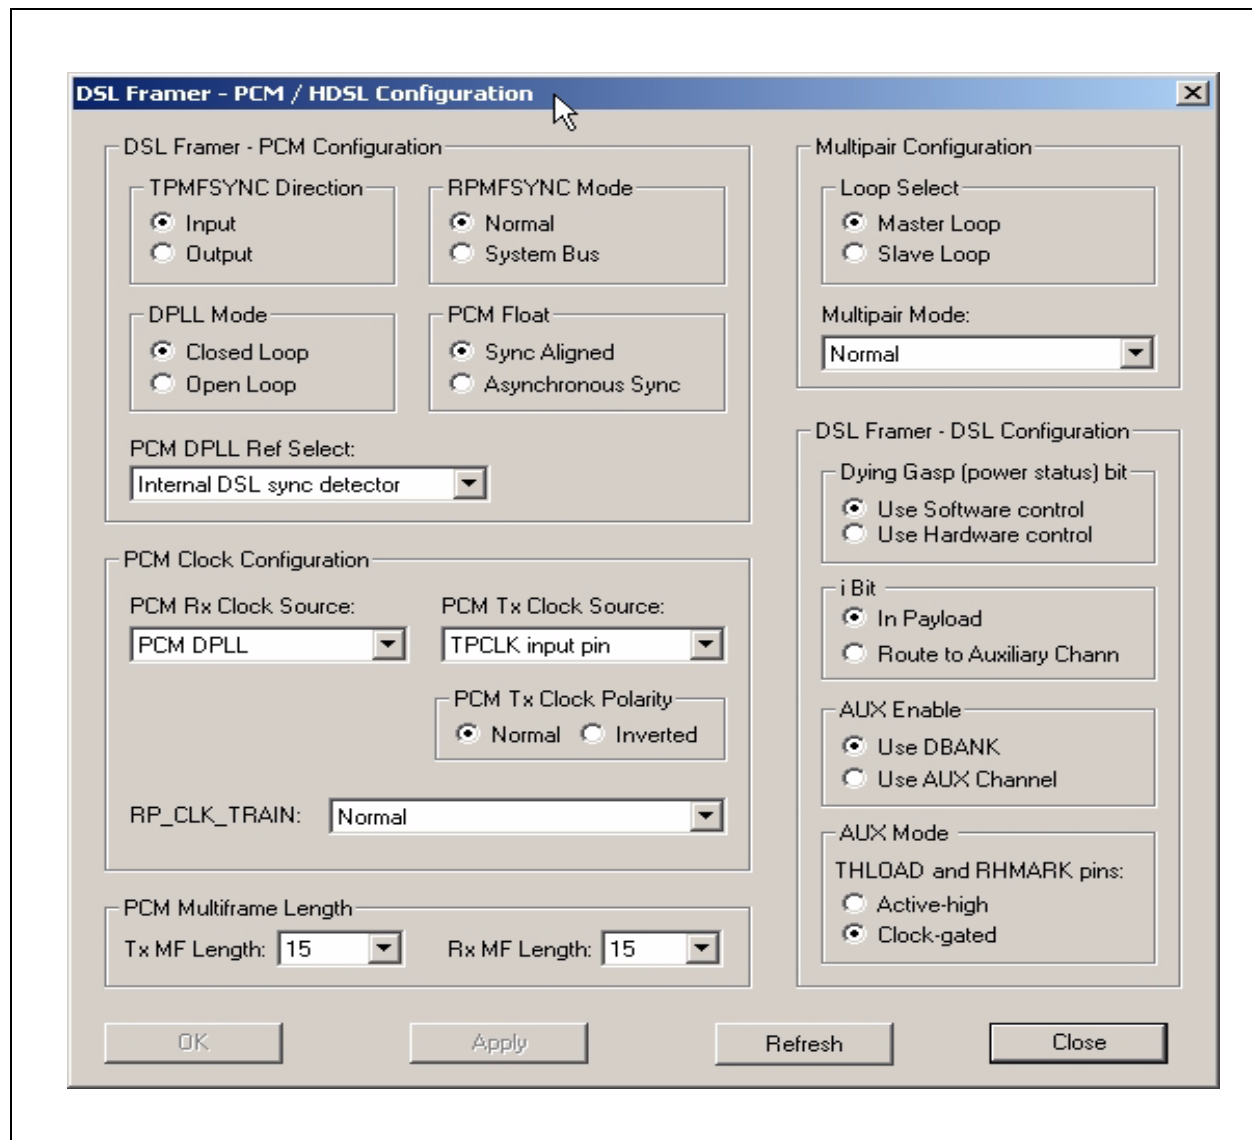 DSL Framer - PCM / HDSL Configuration
DSL Framer - PCM Configuration
TPMFSYNC Direction
Input
Output
RPMFSYNC Mode
Normal
System Bus
DPLL Mode
Closed Loop
Open Loop
PCM Float
Sync Aligned
Asynchronous Sync
PCM DPLL Ref Select:
Internal DSL sync detector
PCM Clock Configuration
PCM Rx Clock Source:
PCM DPLL
PCM Tx Clock Source:
TPCLK input pin
PCM Tx Clock Polarity
Normal Inverted
RP_CLK_TRAIN: Normal
PCM Multiframe Length
Tx MF Length: 15 Rx MF Length: 15
Multipair Configuration
Loop Select
Master Loop
Slave Loop
Multipair Mode:
Normal
DSL Framer - DSL Configuration
Dying Gasp (power status) bit
Use Software control
Use Hardware control
i Bit
In Payload
Route to Auxiliary Chann
AUX Enable
Use DBANK
Use AUX Channel
AUX Mode
THLOAD and RHMARK pins:
Active-high
Clock-gated
OK Apply Refresh Close